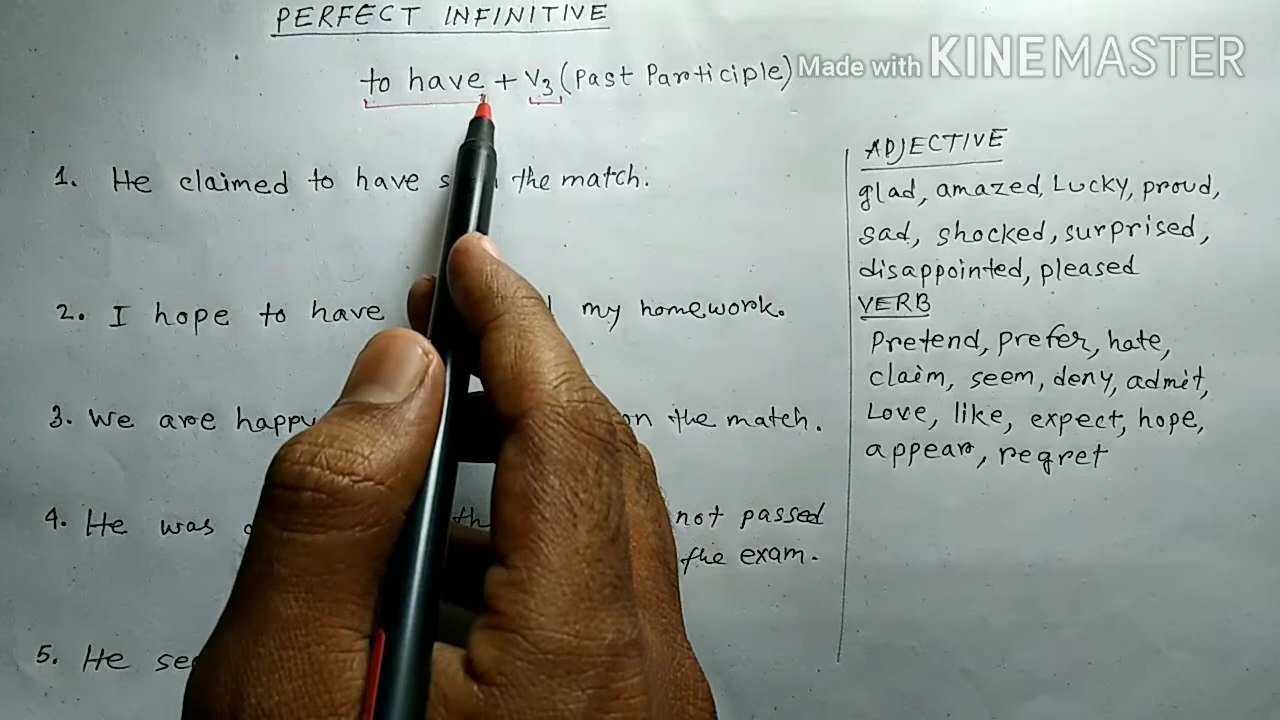 PERFECT INFINITIVE
to have + V3 (Past Participle)
Made with KINEMASTER
1. He claimed to have the match.
2. I hope to have my homework.
3. We are happy the match.
4. He was not passed
the exam.
5. He
ADJECTIVE
glad, amazed, Lucky, proud,
sad, shocked, surprised,
disappointed, pleased
VERB
Pretend, prefer, hate,
claim, seem, deny, admit,
Love, like, expect, hope,
appear, regret